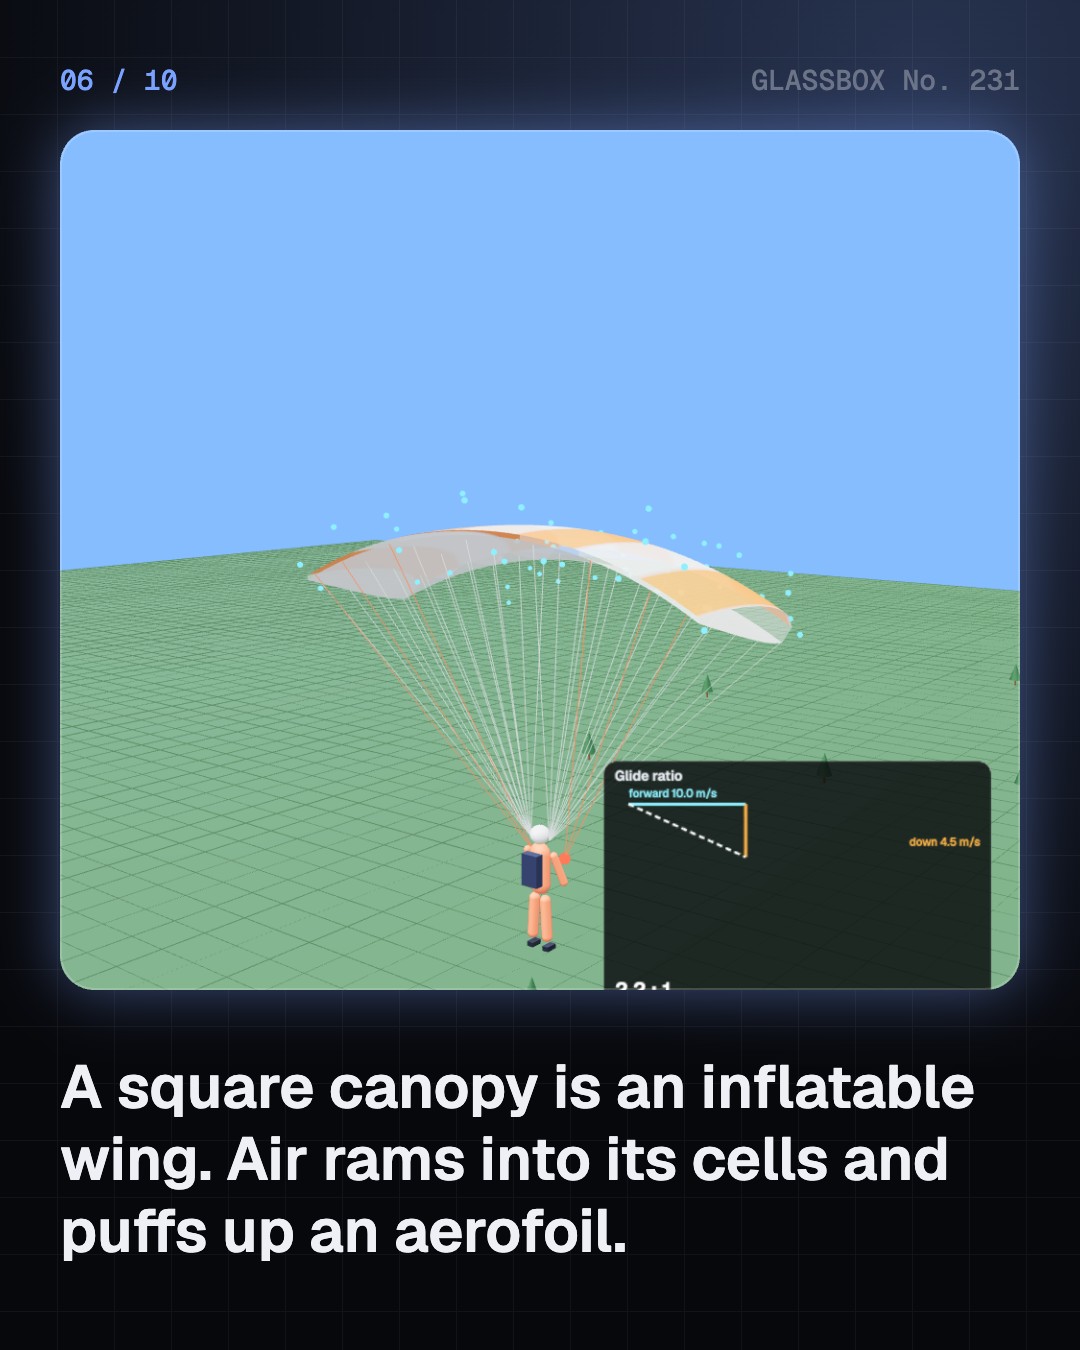 06 / 10
GLASSBOX No. 231
Glide ratio
forward 10.0 m/s
down 4.5 m/s
A square canopy is an inflatable
wing. Air rams into its cells and
puffs up an aerofoil.